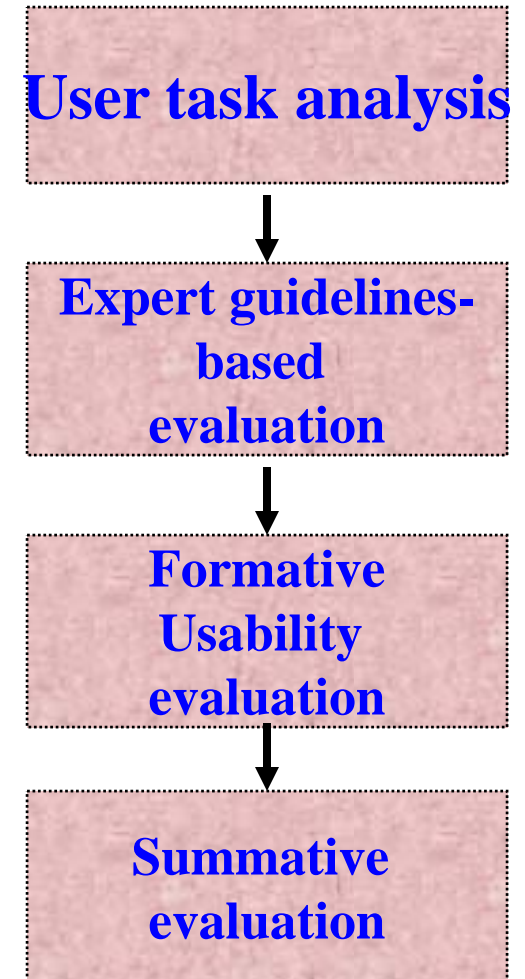 User task analysis
Expert guidelines-
based
evaluation
Formative
Usability
evaluation
Summative
evaluation